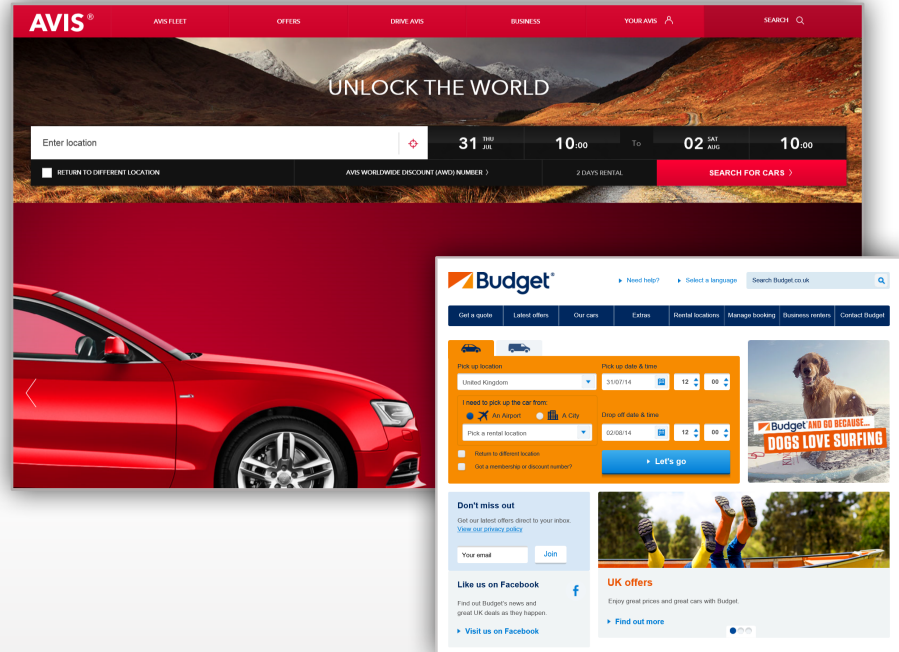 AVIS®
AVIS FLEET
OFFERS
DRIVE AVIS
BUSINESS
YOUR AVIS
SEARCH
UNLOCK THE WORLD
Enter location
31 THU JUL
10:00
To
02 SAT AUG
10:00
RETURN TO DIFFERENT LOCATION
AVIS WORLDWIDE DISCOUNT (AWD) NUMBER 〉
2 DAYS RENTAL
SEARCH FOR CARS 〉
Budget®
Need help?
Select a language
Search Budget.co.uk
Get a quote
Latest offers
Our cars
Extras
Rental locations
Manage booking
Business renters
Contact Budget
Pick up location
United Kingdom
I need to pick up the car from:
An Airport
A City
Pick a rental location
Return to different location
Got a membership or discount number?
Pick up date & time
31/07/14
12
00
Drop off date & time
02/08/14
12
00
Let's go
Budget AND GO BECAUSE...
DOGS LOVE SURFING
Don't miss out
Get our latest offers direct to your inbox.
View our privacy policy
Your email
Join
Like us on Facebook
Find out Budget's news and
great UK deals as they happen.
Visit us on Facebook
UK offers
Enjoy great prices and great cars with Budget.
Find out more